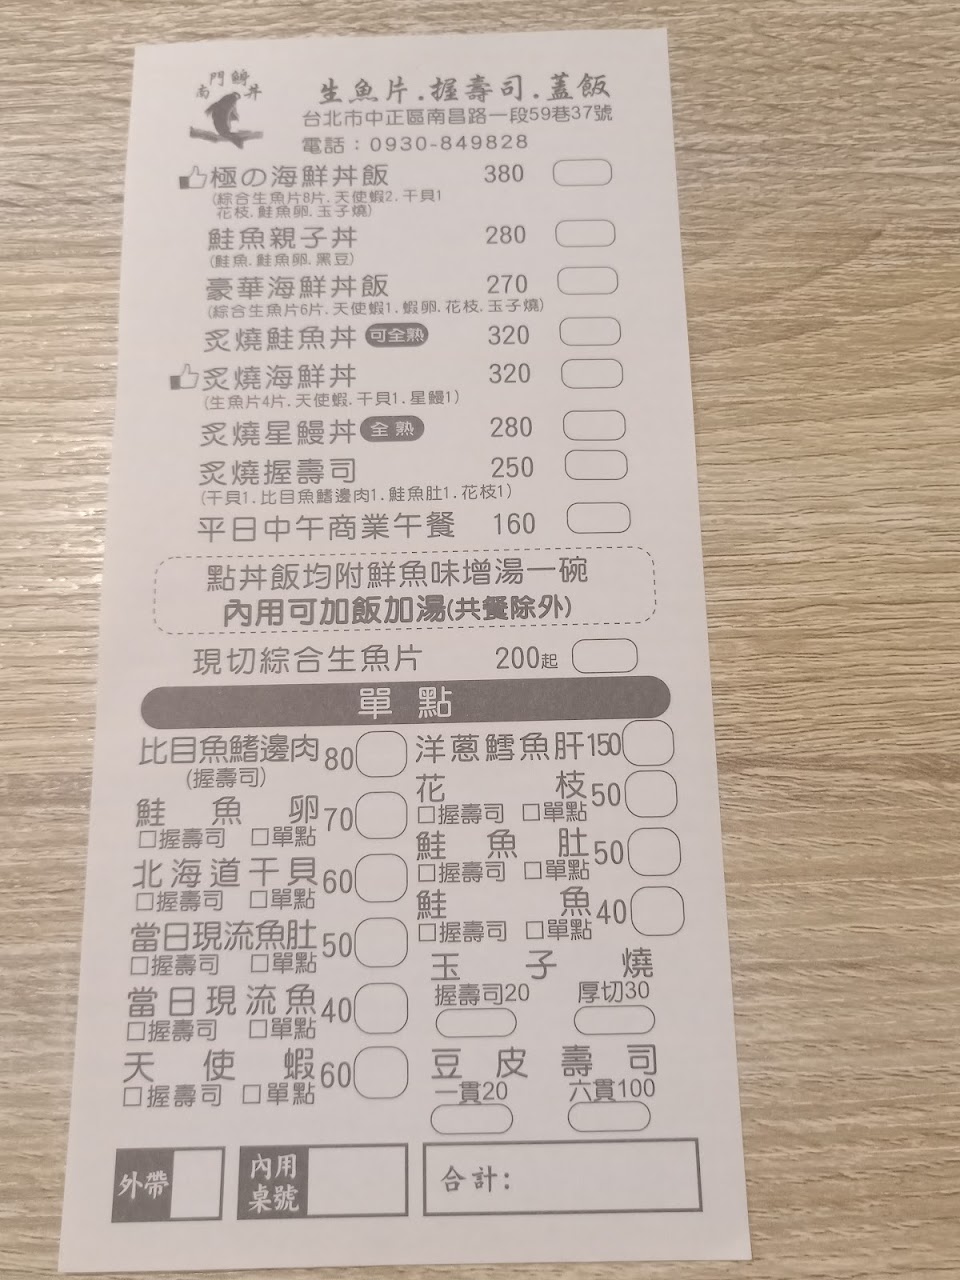 南門鱘丼
生魚片.握壽司.蓋飯
台北市中正區南昌路一段59巷37號
電話：0930-849828
極の海鮮丼飯 380
(綜合生魚片8片.天使蝦2.干貝1
花枝.鮭魚卵.玉子燒)
鮭魚親子丼 280
(鮭魚.鮭魚卵.黑豆)
豪華海鮮丼飯 270
(綜合生魚片6片.天使蝦1.蝦卵.花枝.玉子燒)
炙燒鮭魚丼 可全熟 320
炙燒海鮮丼 320
(生魚片4片.天使蝦.干貝1.星鰻1)
炙燒星鰻丼 全熟 280
炙燒握壽司 250
(干貝1.比目魚鰭邊肉1.鮭魚肚1.花枝1)
平日中午商業午餐 160
點丼飯均附鮮魚味增湯一碗
內用可加飯加湯(共餐除外)
現切綜合生魚片 200起
單點
比目魚鰭邊肉 80
(握壽司)
鮭魚卵 70
□握壽司 □單點
北海道干貝 60
□握壽司 □單點
當日現流魚肚 50
□握壽司 □單點
當日現流魚 40
□握壽司 □單點
天使蝦 60
□握壽司 □單點
洋蔥鱈魚肝 150
花枝 50
□握壽司 □單點
鮭魚肚 50
□握壽司 □單點
鮭魚 40
□握壽司 □單點
玉子燒
握壽司20 厚切30
豆皮壽司
一貫20 六貫100
外帶
內用
桌號
合計：